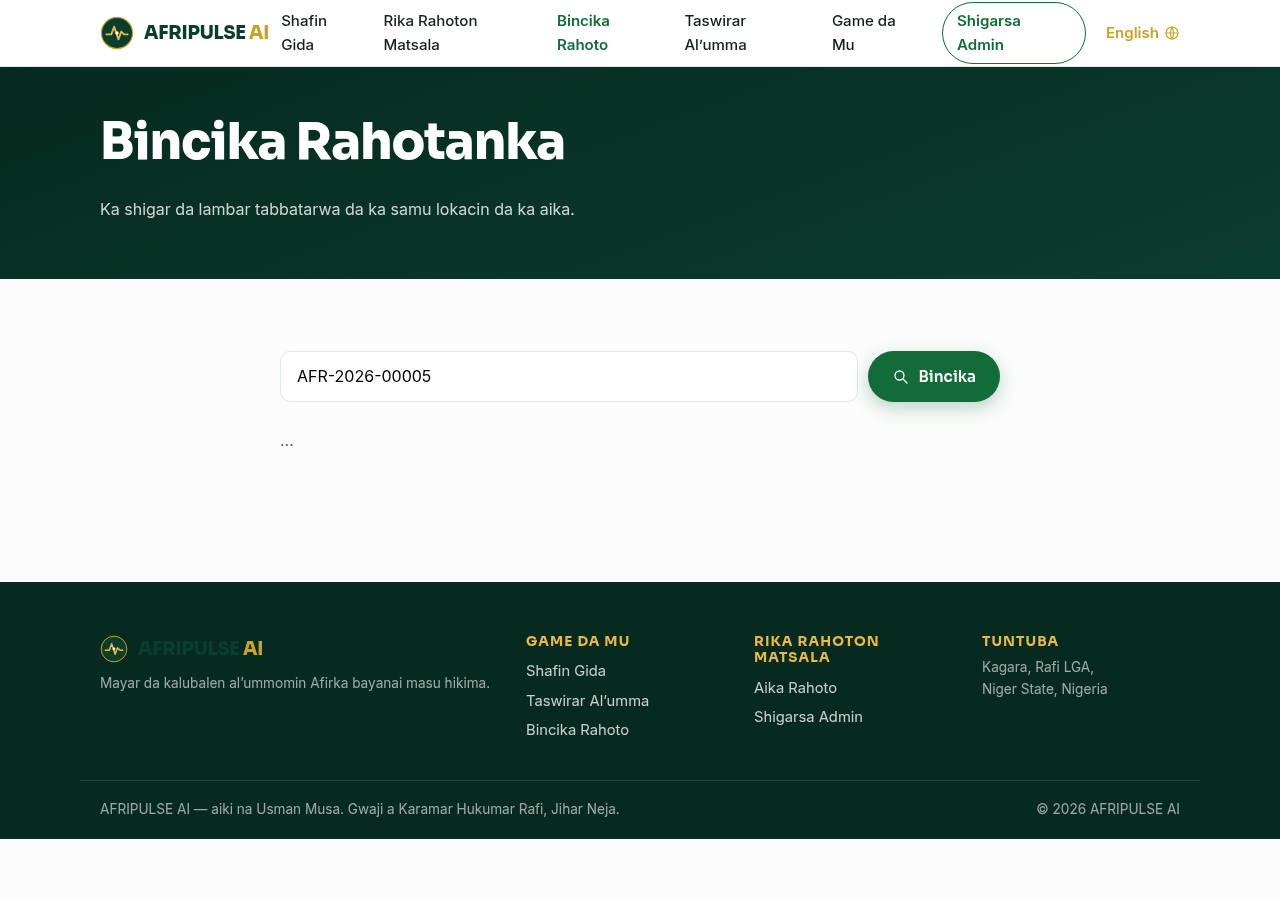 AFRIPULSE AI
Shafin Gida
Rika Rahoton Matsala
Bincika Rahoto
Taswirar Al'umma
Game da Mu
Shigarsa Admin
English
Bincika Rahotanka
Ka shigar da lambar tabbatarwa da ka samu lokacin da ka aika.
AFR-2026-00005
Bincika
...
AFRIPULSE AI
Mayar da kalubalen al'ummomin Afirka bayanai masu hikima.
GAME DA MU
Shafin Gida
Taswirar Al'umma
Bincika Rahoto
RIKA RAHOTON
MATSALA
Aika Rahoto
Shigarsa Admin
TUNTUBA
Kagara, Rafi LGA,
Niger State, Nigeria
AFRIPULSE AI — aiki na Usman Musa. Gwaji a Karamar Hukumar Rafi, Jihar Neja.
© 2026 AFRIPULSE AI